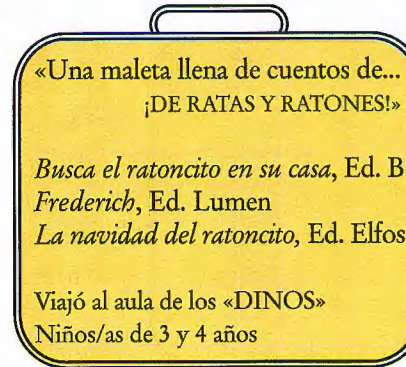 «Una maleta llena de cuentos de...
¡DE RATAS Y RATONES!»
Busca el ratoncito en su casa, Ed. B
Frederich, Ed. Lumen
La navidad del ratoncito, Ed. Elfos
Viajó al aula de los «DINOS»
Niños/as de 3 y 4 años